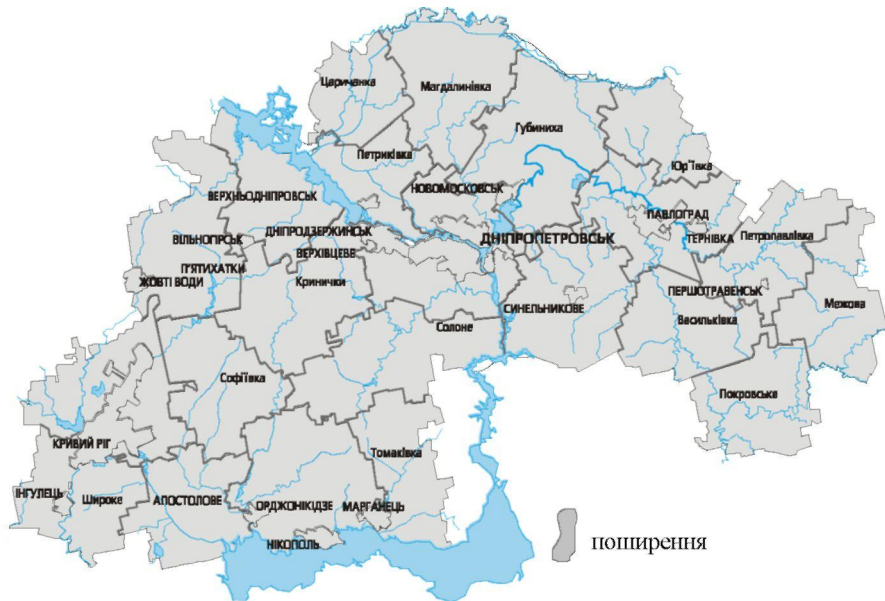 Царичанка
Магдалинівка
Губиниха
Петриківка
Юр'ївка
НОВОМОСКОВСЬК
ВЕРХНЬОДНІПРОВСЬК
ПАВЛОГРАД
ДНІПРОДЗЕРЖИНСЬК
ДНІПРОПЕТРОВСЬК
ТЕРНІВКА
Петропавлівка
ВІЛЬНОГІРСЬК
ВЕРХІВЦЕВЕ
П'ЯТИХАТКИ
ЖОВТІ ВОДИ
Кринички
ПЕРШОТРАВЕНСЬК
Межова
СИНЕЛЬНИКОВЕ
Васильківка
Солоне
Софіївка
Покровське
КРИВИЙ РІГ
Томаківка
ІНГУЛЕЦЬ
Широке
АПОСТОЛОВЕ
ОРДЖОНІКІДЗЕ
МАРГАНЕЦЬ
НІКОПОЛЬ
поширення